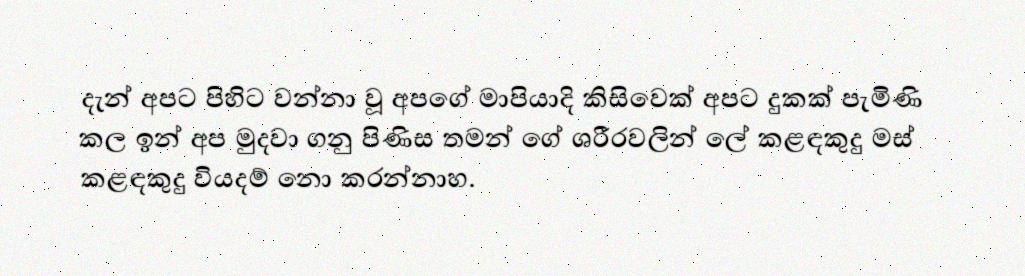 දැන් අපට පිහිට වන්නා වූ අපගේ මාපියාදි කිසිවෙක් අපට දුකක් පැමිණි
කල ඉන් අප මුදවා ගනු පිණිස තමන් ගේ ශරීරවලින් ලේ කළඳකුදු මස්
කළඳකුදු වියදම් නො කරන්නාහ.